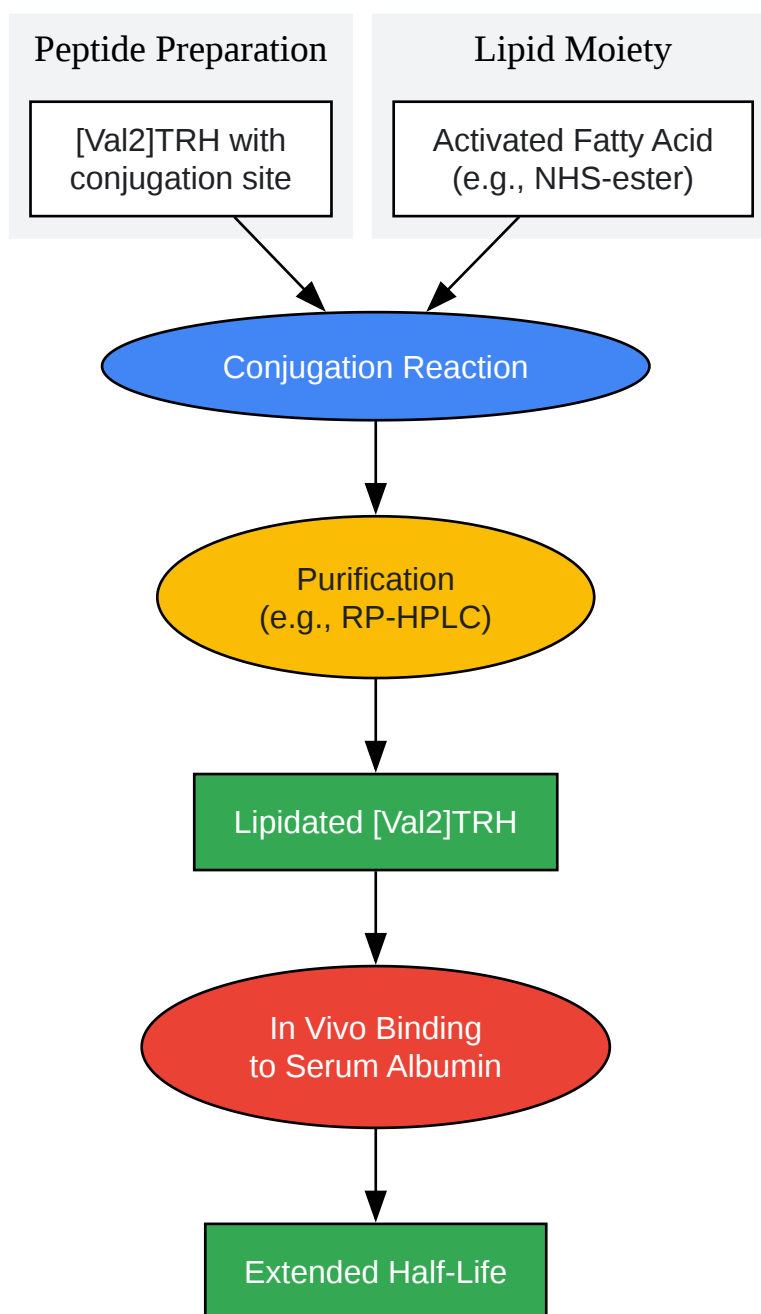 Peptide Preparation
Lipid Moiety
[Val2]TRH with
conjugation site
Activated Fatty Acid
(e.g., NHS-ester)
Conjugation Reaction
Purification
(e.g., RP-HPLC)
Lipidated [Val2]TRH
In Vivo Binding
to Serum Albumin
Extended Half-Life